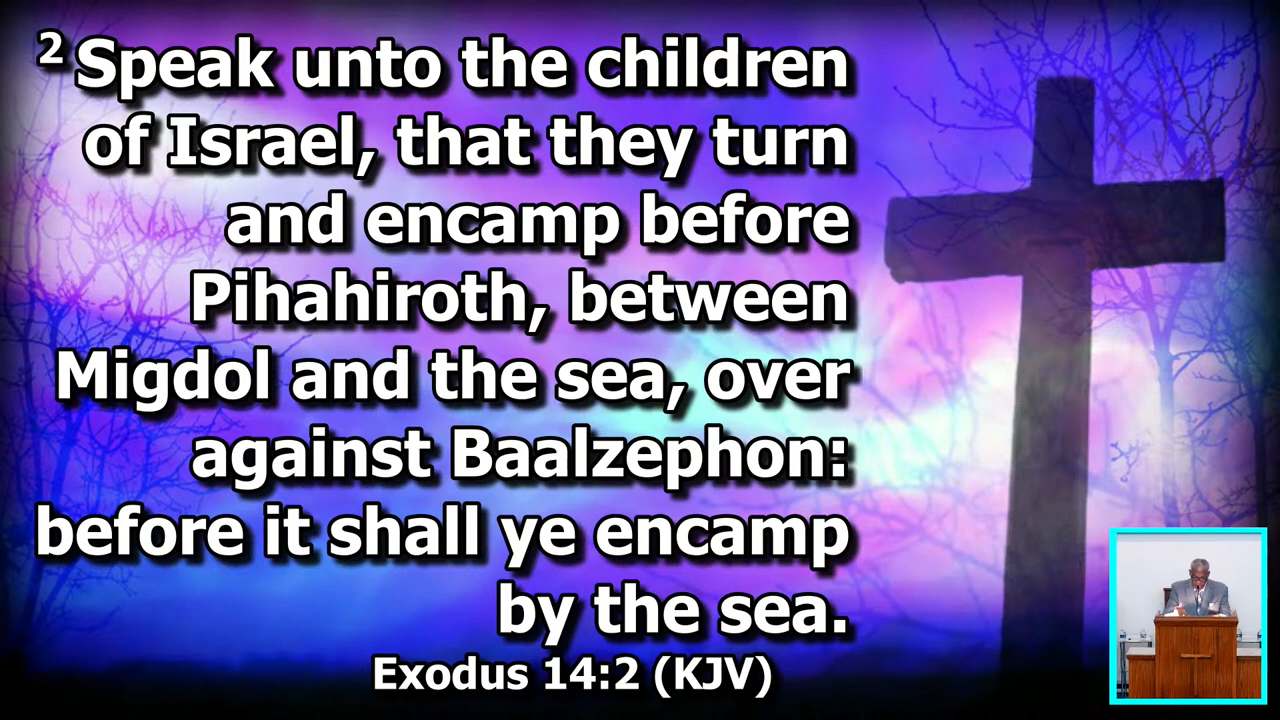 2 Speak unto the children
of Israel, that they turn
and encamp before
Pihahiroth, between
Migdol and the sea, over
against Baalzephon:
before it shall ye encamp
by the sea.
Exodus 14:2 (KJV)